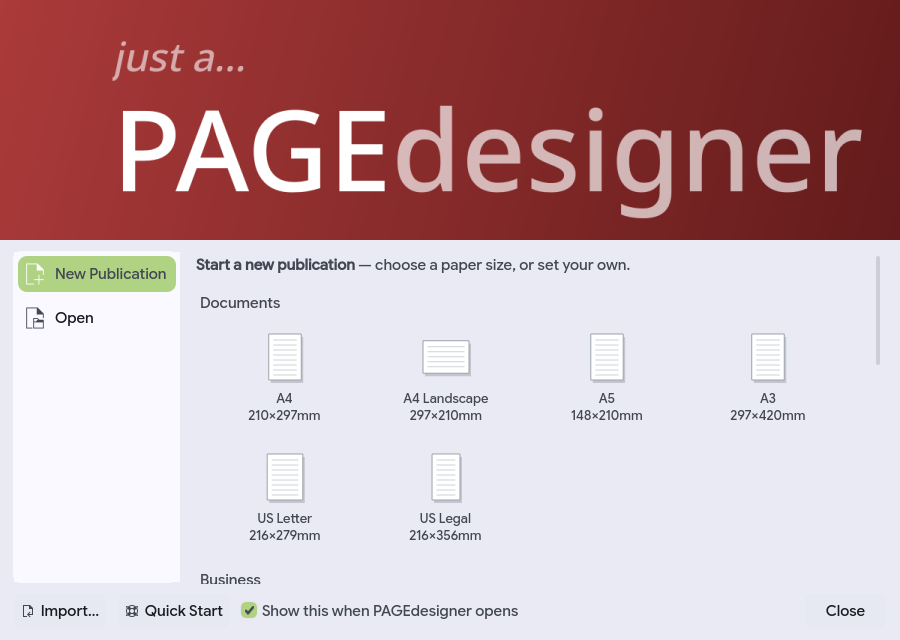 just a...
PAGEdesigner
New Publication
Open
Start a new publication — choose a paper size, or set your own.
Documents
A4
210×297mm
A4 Landscape
297×210mm
A5
148×210mm
A3
297×420mm
US Letter
216×279mm
US Legal
216×356mm
Business
Import...
Quick Start
Show this when PAGEdesigner opens
Close